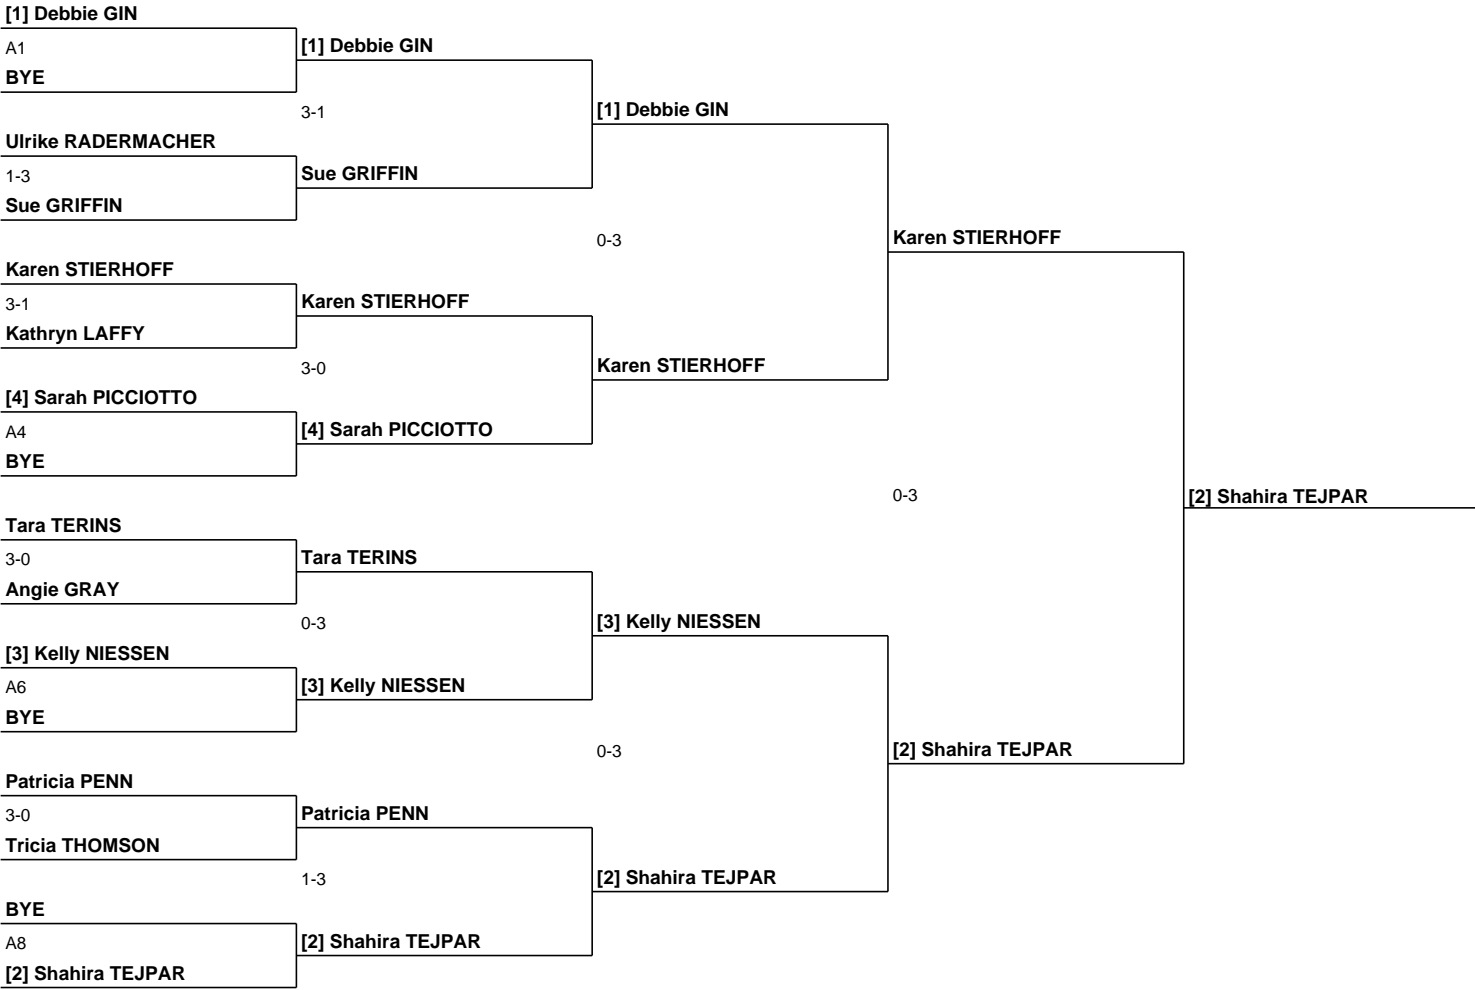 [1] Debbie GIN
A1
BYE
Ulrike RADERMACHER
1-3
Sue GRIFFIN
Karen STIERHOFF
3-1
Kathryn LAFFY
[4] Sarah PICCIOTTO
A4
BYE
Tara TERINS
3-0
Angie GRAY
[3] Kelly NIESSEN
A6
BYE
Patricia PENN
3-0
Tricia THOMSON
BYE
A8
[2] Shahira TEJPAR
[1] Debbie GIN
3-1
Sue GRIFFIN
Karen STIERHOFF
3-0
[4] Sarah PICCIOTTO
Tara TERINS
0-3
[3] Kelly NIESSEN
Patricia PENN
1-3
[2] Shahira TEJPAR
[1] Debbie GIN
0-3
Karen STIERHOFF
[3] Kelly NIESSEN
0-3
[2] Shahira TEJPAR
Karen STIERHOFF
0-3
[2] Shahira TEJPAR
[2] Shahira TEJPAR